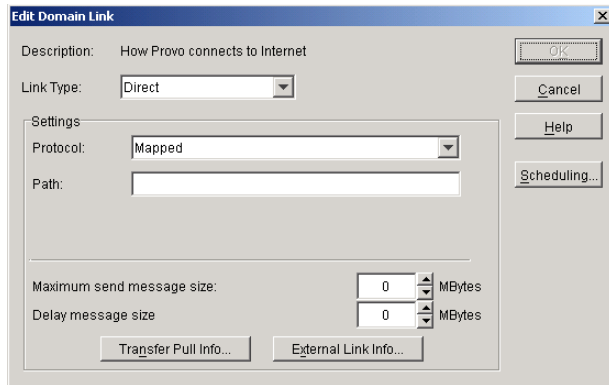 Edit Domain Link
Description: How Provo connects to Internet
OK
Link Type: Direct
Cancel
Settings
Help
Protocol: Mapped
Path:
Scheduling...
Maximum send message size: 0 MBytes
Delay message size 0 MBytes
Transfer Pull Info... External Link Info...